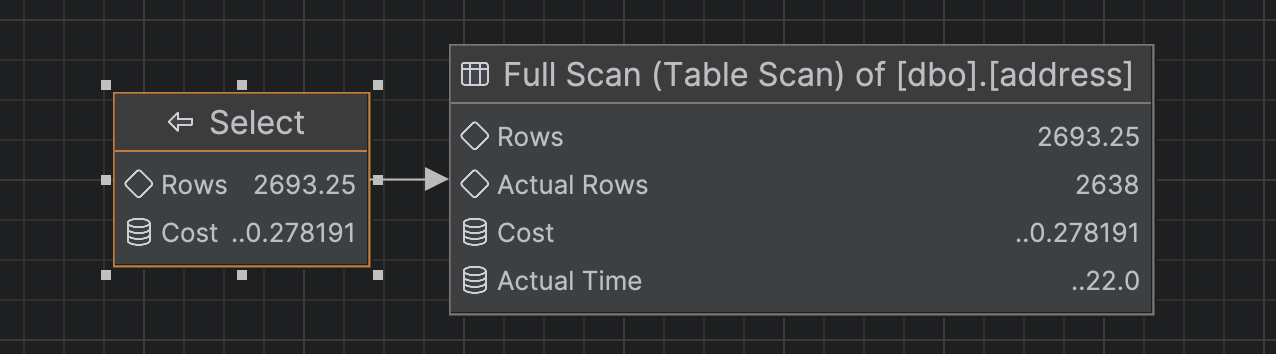 Select
Rows 2693.25
Cost ..0.278191
Full Scan (Table Scan) of [dbo].[address]
Rows 2693.25
Actual Rows 2638
Cost ..0.278191
Actual Time ..22.0